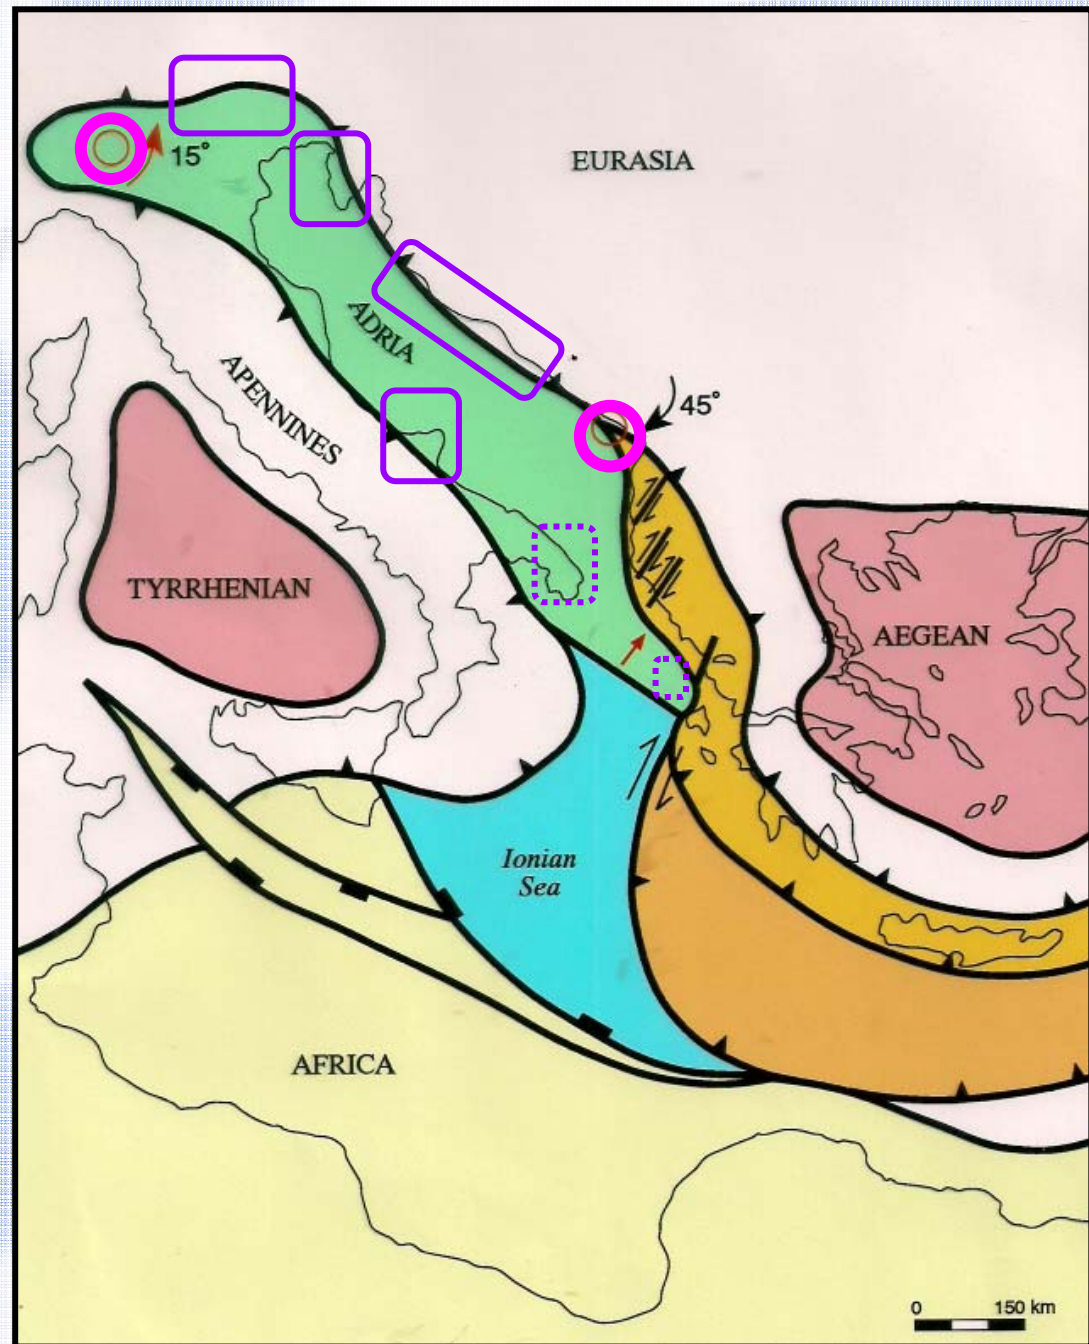 15°
EURASIA
ADRIA
APENNINES
45°
TYRRHENIAN
AEGEAN
Ionian
Sea
AFRICA
0 150 km